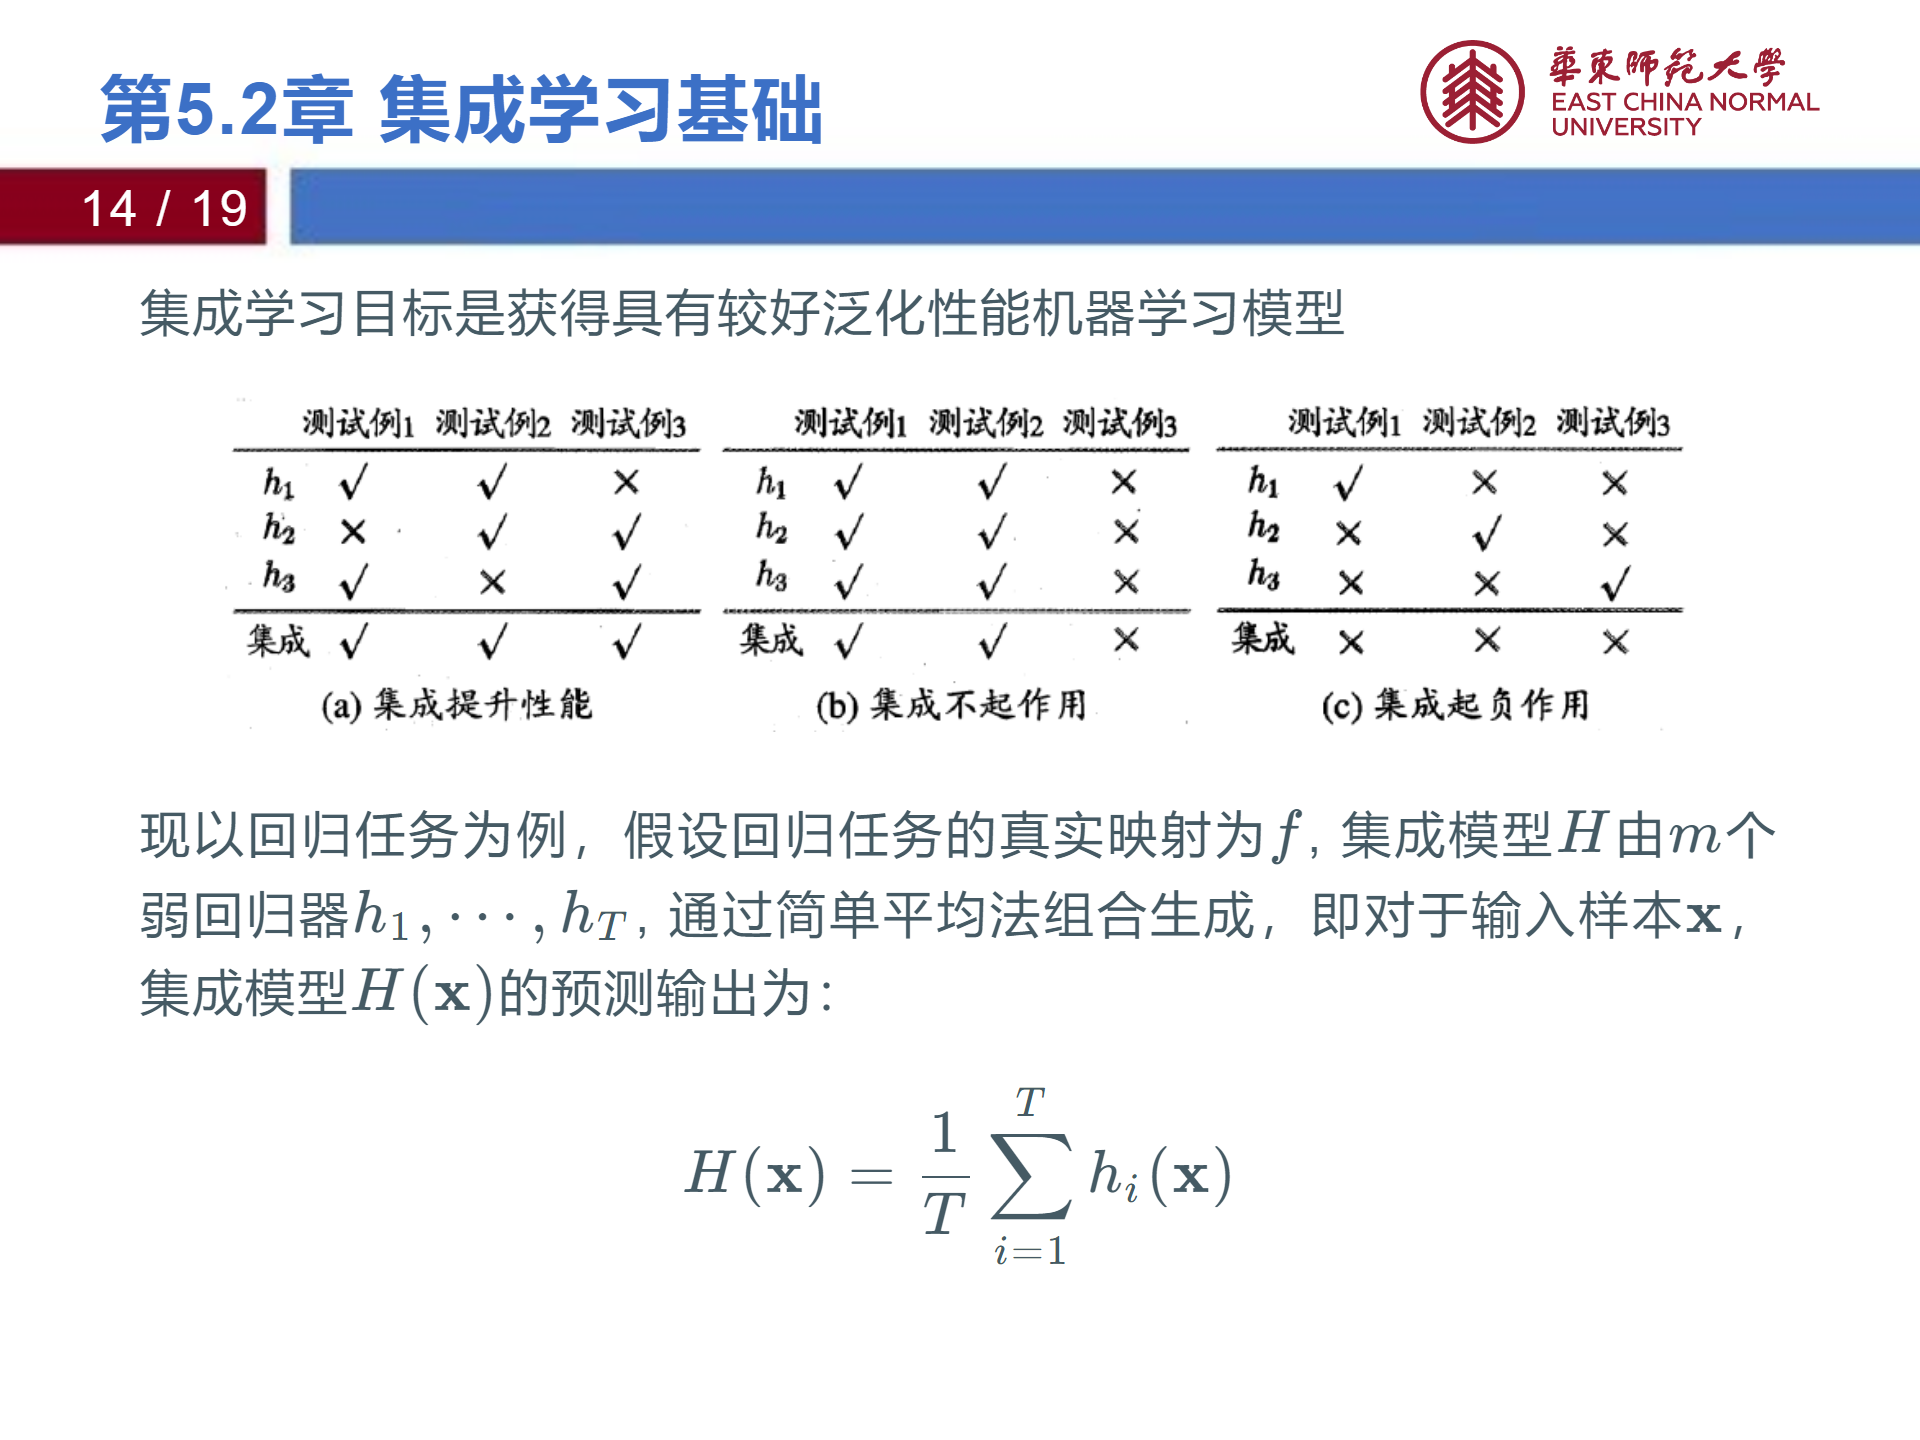 第5.2章 集成学习基础
華東師範大學
EAST CHINA NORMAL
UNIVERSITY
14 / 19
集成学习目标是获得具有较好泛化性能机器学习模型
测试例1 测试例2 测试例3
h1 √ √ ×
h2 × √ √
h3 √ × √
集成 √ √ √
(a) 集成提升性能
测试例1 测试例2 测试例3
h1 √ √ ×
h2 √ √ ×
h3 √ √ ×
集成 √ √ ×
(b) 集成不起作用
测试例1 测试例2 测试例3
h1 √ × ×
h2 × √ ×
h3 × × √
集成 × × ×
(c) 集成起负作用
现以回归任务为例，假设回归任务的真实映射为f, 集成模型H由m个
弱回归器h1, ⋯, hT, 通过简单平均法组合生成，即对于输入样本x，
集成模型H(x)的预测输出为：
H(x) = 1/T ∑_{i=1}^{T} h_i(x)